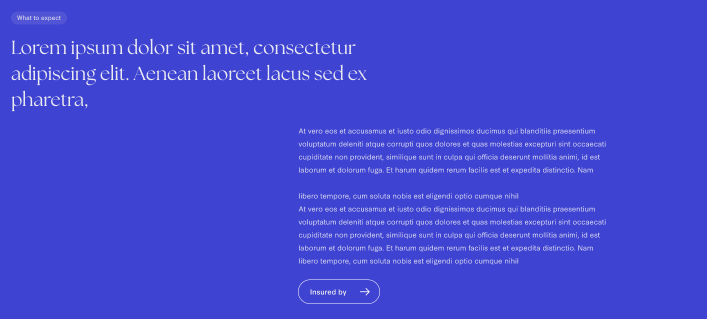 What to expect
Lorem ipsum dolor sit amet, consectetur
adipiscing elit. Aenean laoreet lacus sed ex
pharetra,
At vero eos et accusamus et iusto odio dignissimos ducimus qui blanditiis praesentium
voluptatum deleniti atque corrupti quos dolores et quas molestias excepturi sint occaecati
cupiditate non provident, similique sunt in culpa qui officia deserunt mollitia animi, id est
laborum et dolorum fuga. Et harum quidem rerum facilis est et expedita distinctio. Nam
libero tempore, cum soluta nobis est eligendi optio cumque nihil
At vero eos et accusamus et iusto odio dignissimos ducimus qui blanditiis praesentium
voluptatum deleniti atque corrupti quos dolores et quas molestias excepturi sint occaecati
cupiditate non provident, similique sunt in culpa qui officia deserunt mollitia animi, id est
laborum et dolorum fuga. Et harum quidem rerum facilis est et expedita distinctio. Nam
libero tempore, cum soluta nobis est eligendi optio cumque nihil
Insured by